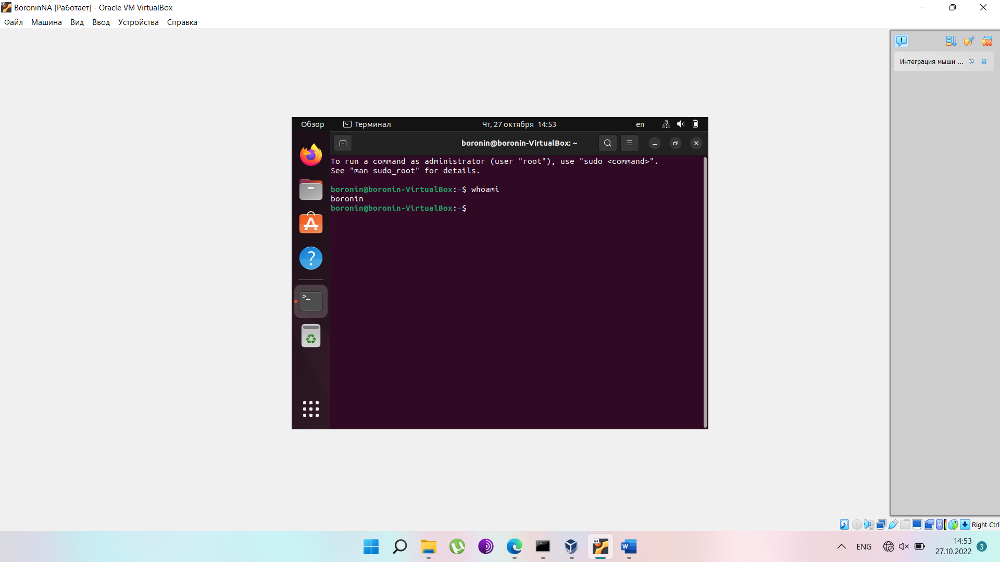 BoroninNA [Работает] - Oracle VM VirtualBox
Файл Машина Вид Ввод Устройства Справка
Интеграция мыши ...
Обзор Терминал Чт, 27 октября 14:53 en
boronin@boronin-VirtualBox: ~
To run a command as administrator (user "root"), use "sudo <command>".
See "man sudo_root" for details.
boronin@boronin-VirtualBox:~$ whoami
boronin
boronin@boronin-VirtualBox:~$
Right Ctrl
ENG
14:53
27.10.2022
3